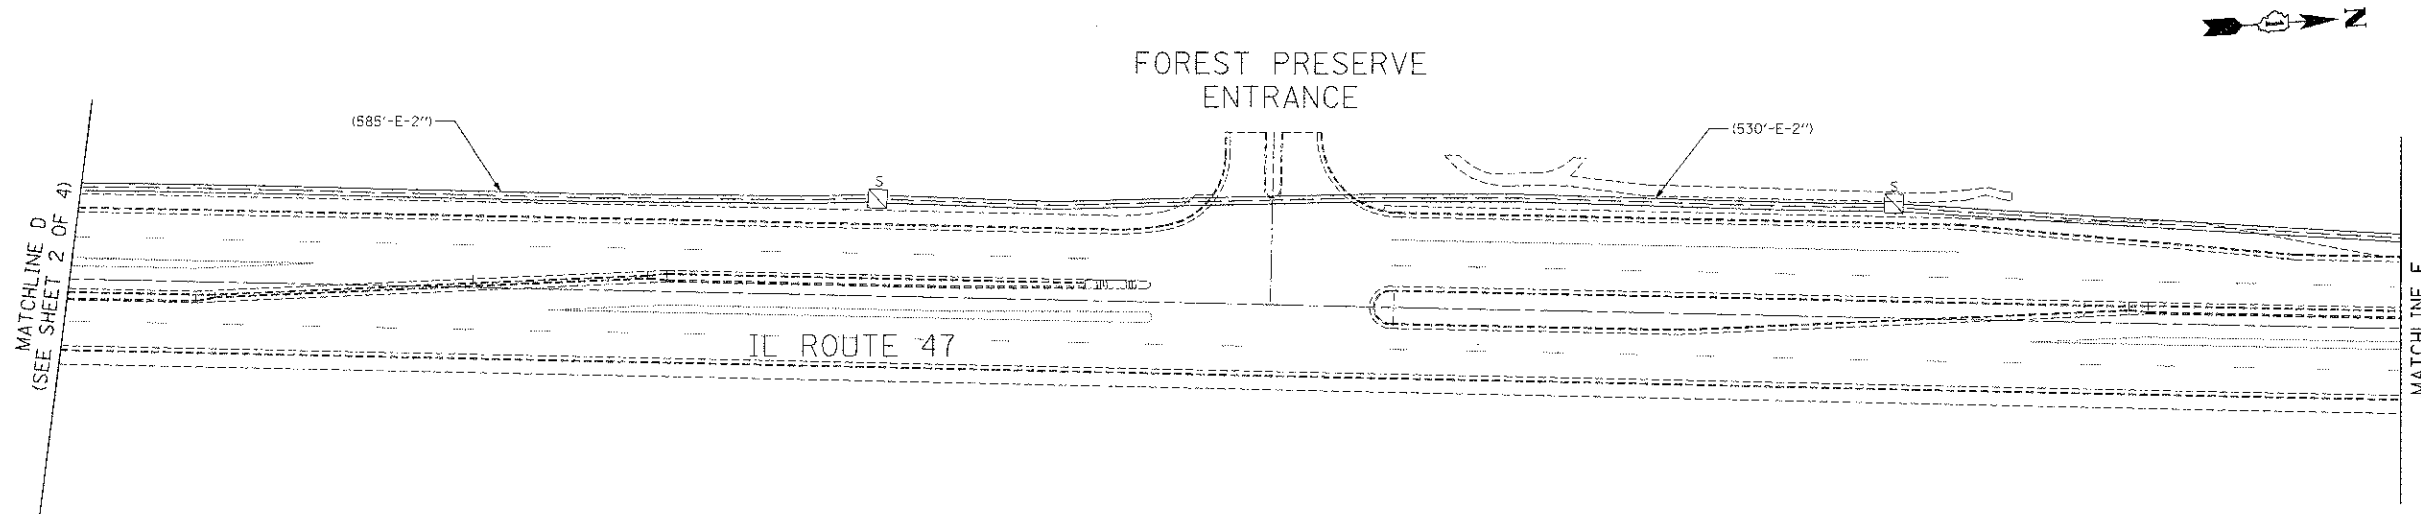 N
FOREST PRESERVE
ENTRANCE
(585'-E-2")
(530'-E-2")
S
S
MATCHLINE D
(SEE SHEET 2 OF 4)
IL ROUTE 47
MATCHLINE